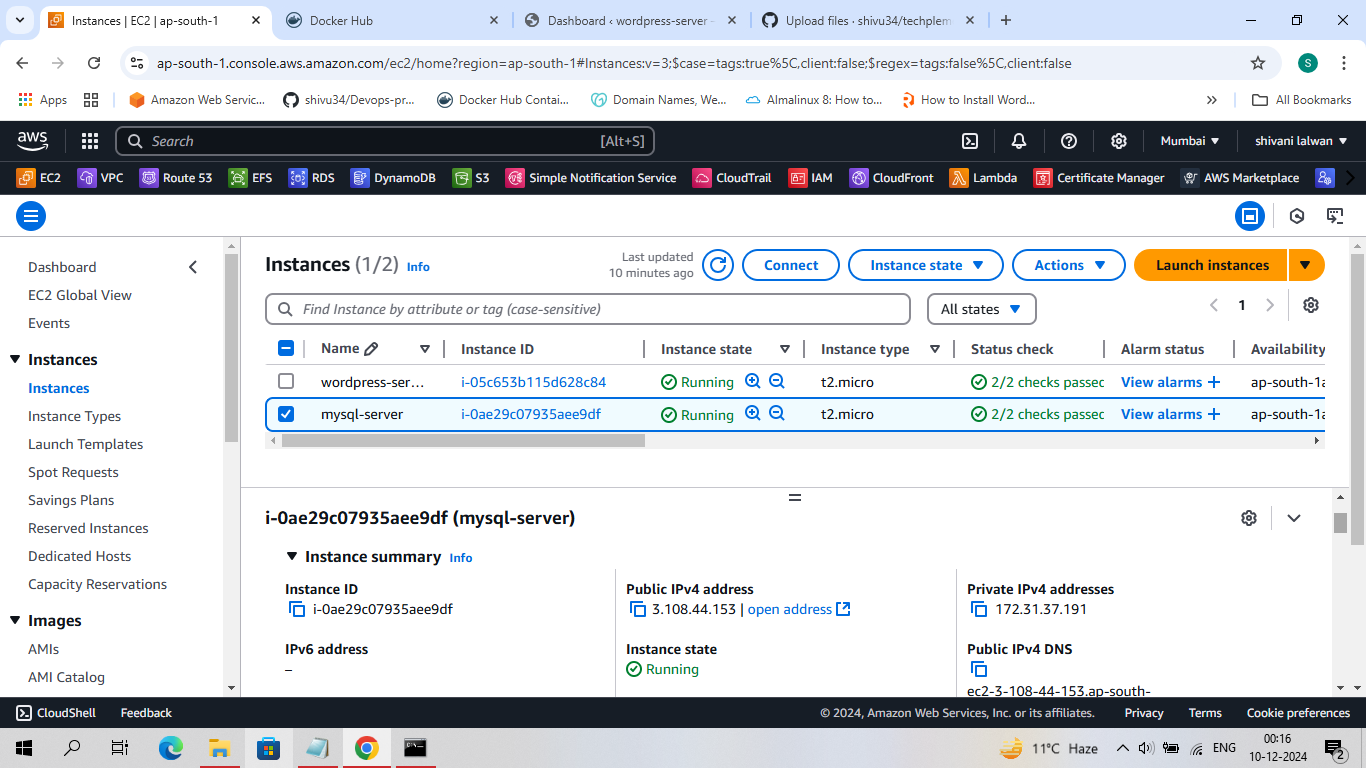 Instances | EC2 | ap-south-1
Docker Hub
Dashboard ‹ wordpress-server -
Upload files · shivu34/techplem
ap-south-1.console.aws.amazon.com/ec2/home?region=ap-south-1#Instances:v=3;$case=tags:true%5C,client:false;$regex=tags:false%5C,client:false
S
Apps
Amazon Web Servic...
shivu34/Devops-pr...
Docker Hub Contai...
Domain Names, We...
Almalinux 8: How to...
How to Install Word...
All Bookmarks
aws
Search
[Alt+S]
Mumbai
shivani lalwan
EC2
VPC
Route 53
EFS
RDS
DynamoDB
S3
Simple Notification Service
CloudTrail
IAM
CloudFront
Lambda
Certificate Manager
AWS Marketplace
Dashboard
EC2 Global View
Events
Instances
Instances
Instance Types
Launch Templates
Spot Requests
Savings Plans
Reserved Instances
Dedicated Hosts
Capacity Reservations
Images
AMIs
AMI Catalog
Instances (1/2) Info
Last updated
10 minutes ago
Connect
Instance state
Actions
Launch instances
Find Instance by attribute or tag (case-sensitive)
All states
1
Name Instance ID Instance state Instance type Status check Alarm status Availability
wordpress-ser... i-05c653b115d628c84 Running t2.micro 2/2 checks passed View alarms + ap-south-1a
mysql-server i-0ae29c07935aee9df Running t2.micro 2/2 checks passed View alarms + ap-south-1a
i-0ae29c07935aee9df (mysql-server)
Instance summary Info
Instance ID
i-0ae29c07935aee9df
Public IPv4 address
3.108.44.153 | open address
Private IPv4 addresses
172.31.37.191
IPv6 address
–
Instance state
Running
Public IPv4 DNS
ec2-3-108-44-153.ap-south-
CloudShell
Feedback
© 2024, Amazon Web Services, Inc. or its affiliates.
Privacy
Terms
Cookie preferences
11°C Haze
ENG
00:16
10-12-2024
2